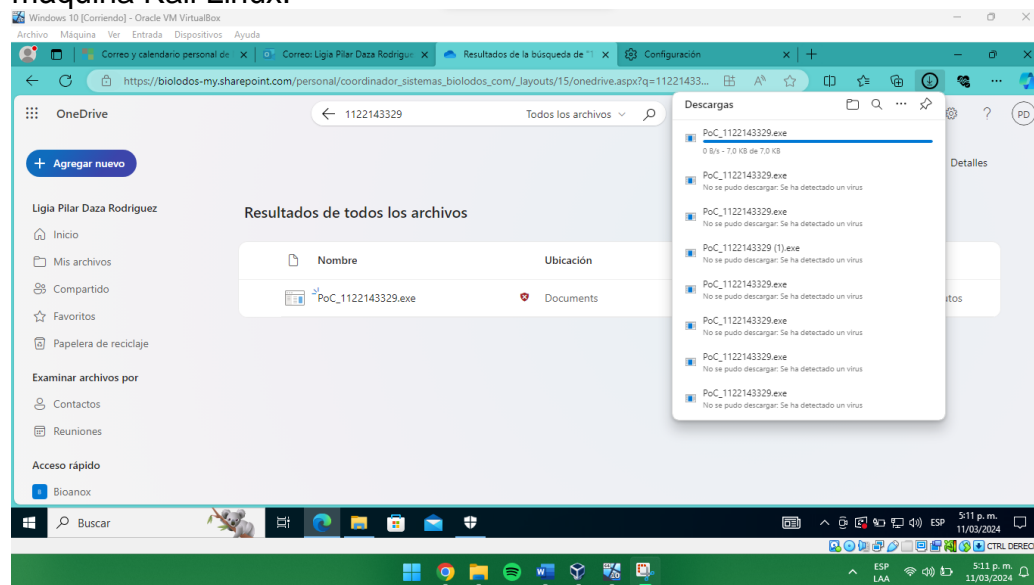 máquina Kali Linux.
Windows 10 [Corriendo] - Oracle VM VirtualBox
Archivo Máquina Ver Entrada Dispositivos Ayuda
Correo y calendario personal de
Correo: Ligia Pilar Daza Rodrigue
Resultados de la búsqueda de "1
Configuración
https://biolodos-my.sharepoint.com/personal/coordinador_sistemas_biolodos_com/_layouts/15/onedrive.aspx?q=11221433...
OneDrive
1122143329
Todos los archivos
PD
Descargas
PoC_1122143329.exe
0 B/s - 7,0 KB de 7,0 KB
PoC_1122143329.exe
No se pudo descargar: Se ha detectado un virus
PoC_1122143329.exe
No se pudo descargar: Se ha detectado un virus
PoC_1122143329 (1).exe
No se pudo descargar: Se ha detectado un virus
PoC_1122143329.exe
No se pudo descargar: Se ha detectado un virus
PoC_1122143329.exe
No se pudo descargar: Se ha detectado un virus
PoC_1122143329.exe
No se pudo descargar: Se ha detectado un virus
PoC_1122143329.exe
No se pudo descargar: Se ha detectado un virus
+ Agregar nuevo
Detalles
Ligia Pilar Daza Rodriguez
Inicio
Mis archivos
Compartido
Favoritos
Papelera de reciclaje
Examinar archivos por
Contactos
Reuniones
Acceso rápido
Bioanox
Resultados de todos los archivos
Nombre
Ubicación
PoC_1122143329.exe
Documents
itos
Buscar
ESP
5:11 p. m.
11/03/2024
CTRL DEREC
ESP
LAA
5:11 p. m.
11/03/2024